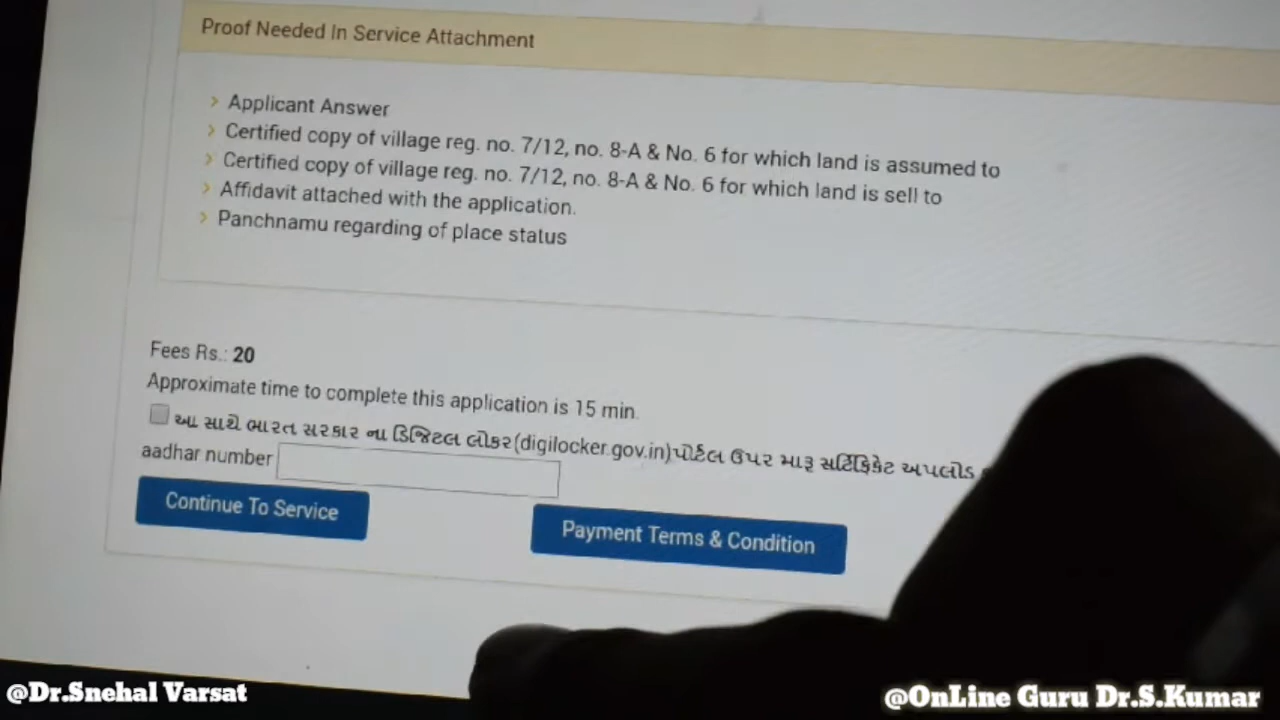 Proof Needed In Service Attachment
> Applicant Answer
> Certified copy of village reg. no. 7/12, no. 8-A & No. 6 for which land is assumed to
> Certified copy of village reg. no. 7/12, no. 8-A & No. 6 for which land is sell to
> Affidavit attached with the application.
> Panchnamu regarding of place status
Fees Rs.: 20
Approximate time to complete this application is 15 min.
આ સાથે ભારત સરકાર ના ડિજિટલ લોકર(digilocker.gov.in)પોર્ટલ ઉપર મારૂ સર્ટિફિકેટ અપલોડ
aadhar number
Continue To Service
Payment Terms & Condition
@Dr.Snehal Varsat
@OnLine Guru Dr.S.Kumar